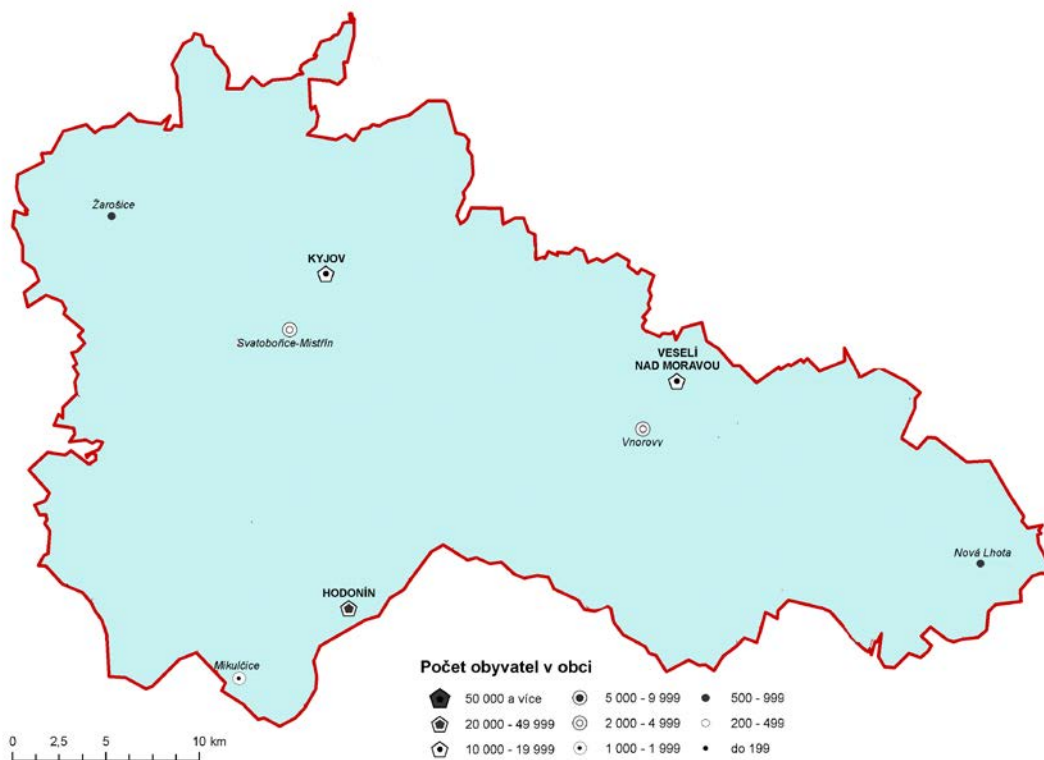 Žarošice
KYJOV
Svatobořice-Mistřín
VESELÍ
NAD MORAVOU
Vnorovy
Nová Lhota
HODONÍN
Mikulčice
Počet obyvatel v obci
50 000 a více
5 000 - 9 999
500 - 999
20 000 - 49 999
2 000 - 4 999
200 - 499
10 000 - 19 999
1 000 - 1 999
do 199
0 2,5 5 10 km